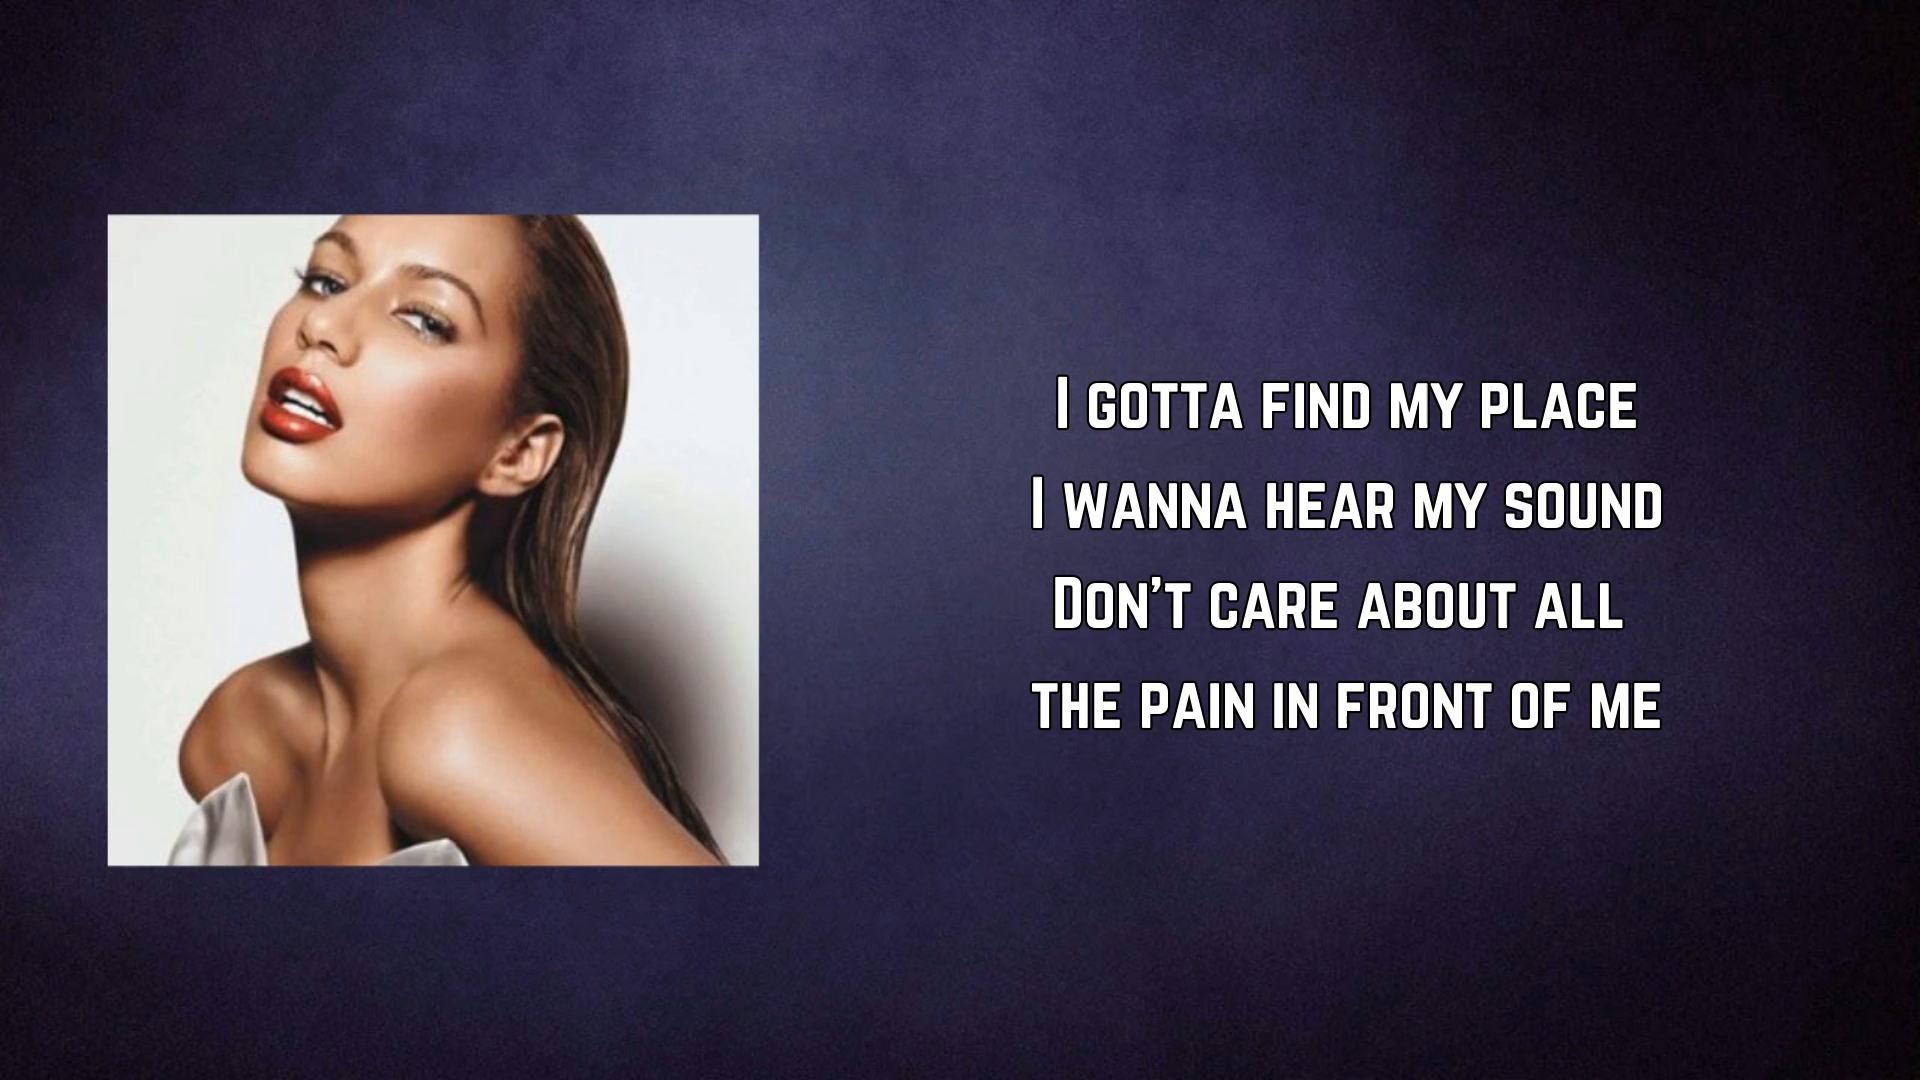 I gotta find my place
I wanna hear my sound
Don't care about all
the pain in front of me